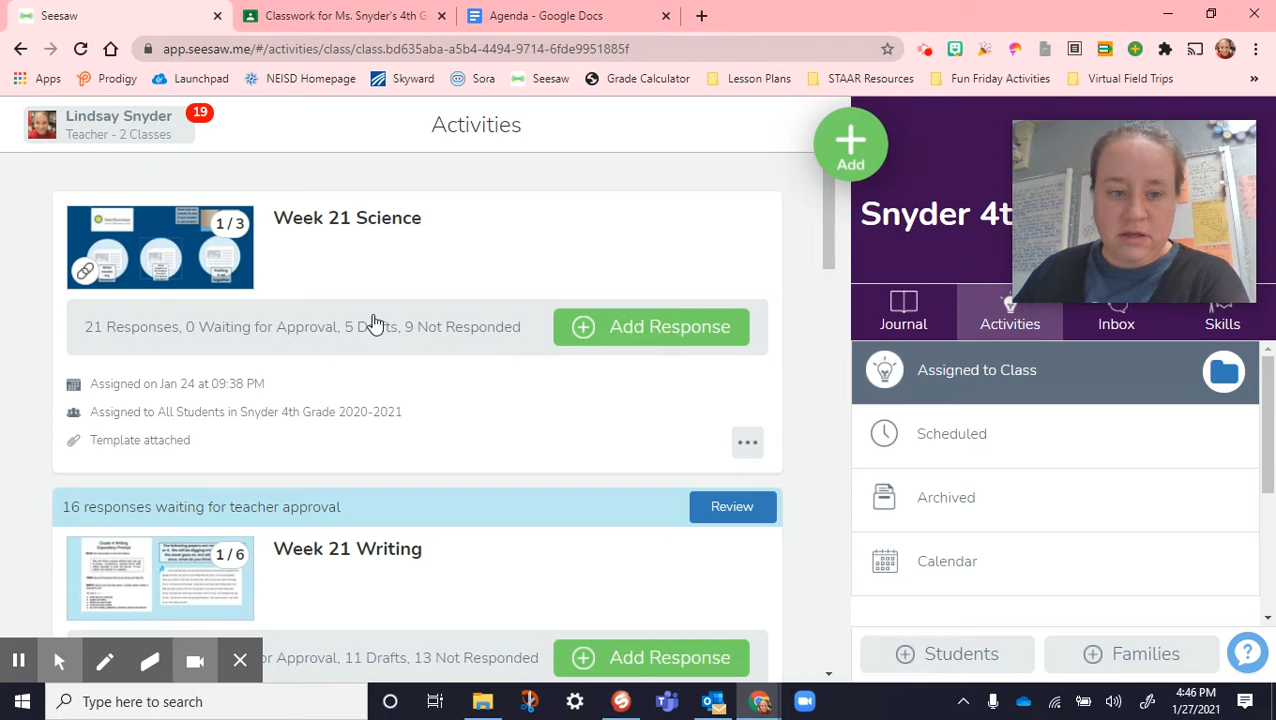 Seesaw
Classwork for Ms. Snyder's 4th G
Agenda - Google Docs
app.seesaw.me/#/activities/class/class.bd635aba-a5b4-4494-9714-6fde9951885f
Apps
Prodigy
Launchpad
NEISD Homepage
Skyward
Sora
Seesaw
Grade Calculator
Lesson Plans
STAAR Resources
Fun Friday Activities
Virtual Field Trips
»
Lindsay Snyder
19
Teacher - 2 Classes
Activities
Add
Snyder 4t
Week 21 Science
1 / 3
21 Responses, 0 Waiting for Approval, 5 Drafts, 9 Not Responded
Add Response
Assigned on Jan 24 at 09:38 PM
Assigned to All Students in Snyder 4th Grade 2020-2021
Template attached
16 responses waiting for teacher approval
Review
Week 21 Writing
1 / 6
or Approval, 11 Drafts, 13 Not Responded
Add Response
Journal
Activities
Inbox
Skills
Assigned to Class
Scheduled
Archived
Calendar
Students
Families
?
Type here to search
4:46 PM
1/27/2021